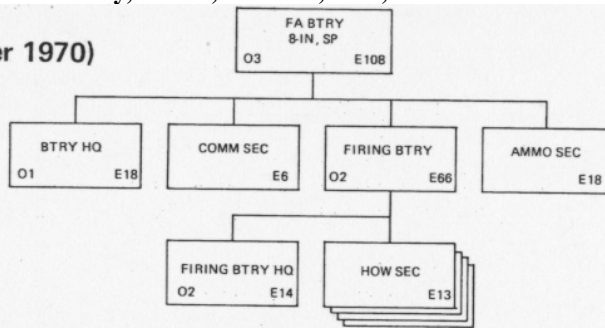 er 1970)
FA BTRY
8-IN, SP
O3 E108
BTRY HQ
O1 E18
COMM SEC
E6
FIRING BTRY
O2 E66
AMMO SEC
E18
FIRING BTRY HQ
O2 E14
HOW SEC
E13